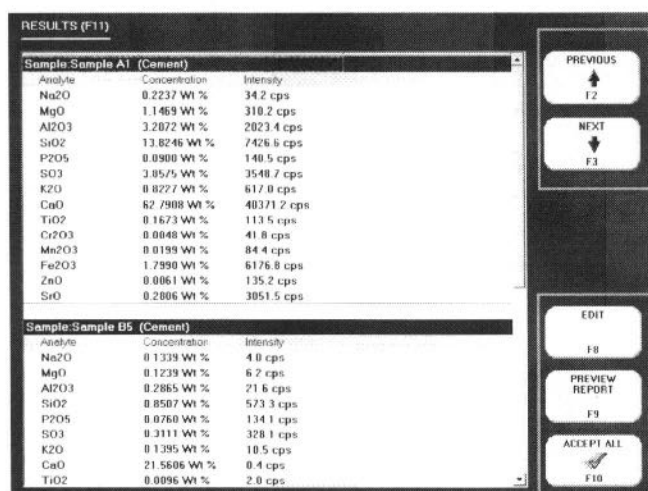 RESULTS (F11)
Sample:Sample A1 (Cement)
Analyte Concentration Intensity
Na2O 0.2237 Wt % 34.2 cps
MgO 1.1469 Wt % 310.2 cps
Al2O3 3.2072 Wt % 2023.4 cps
SiO2 13.8246 Wt % 7426.6 cps
P2O5 0.0900 Wt % 140.5 cps
SO3 3.0575 Wt % 3548.7 cps
K2O 0.8227 Wt % 617.0 cps
CaO 62.7908 Wt % 40371.2 cps
TiO2 0.1673 Wt % 113.5 cps
Cr2O3 0.0048 Wt % 41.8 cps
Mn2O3 0.0199 Wt % 84.4 cps
Fe2O3 1.7990 Wt % 6176.8 cps
ZnO 0.0061 Wt % 135.2 cps
SrO 0.2806 Wt % 3051.5 cps
Sample:Sample B5 (Cement)
Analyte Concentration Intensity
Na2O 0.1339 Wt % 4.0 cps
MgO 0.1239 Wt % 6.2 cps
Al2O3 0.2865 Wt % 21.6 cps
SiO2 0.8507 Wt % 573.3 cps
P2O5 0.0760 Wt % 134.1 cps
SO3 0.3111 Wt % 328.1 cps
K2O 0.1395 Wt % 10.5 cps
CaO 21.5606 Wt % 0.4 cps
TiO2 0.0096 Wt % 2.0 cps
PREVIOUS
F2
NEXT
F3
EDIT
F8
PREVIEW
REPORT
F9
ACCEPT ALL
F10